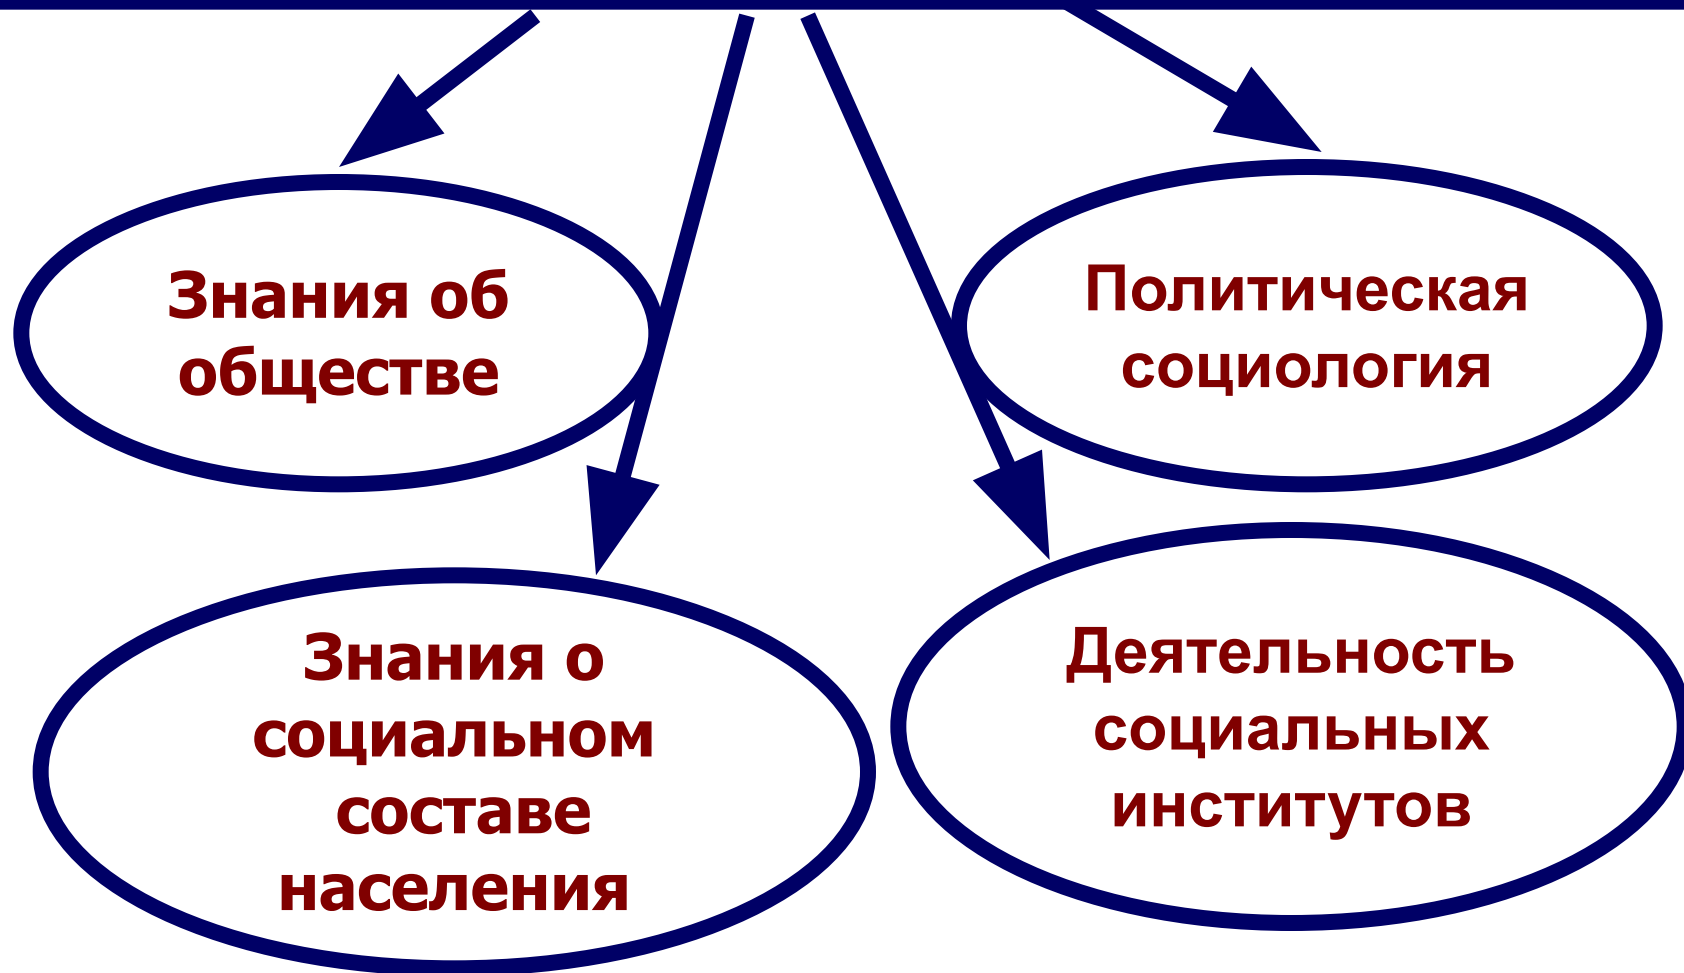 Знания об
обществе
Политическая
социология
Знания о
социальном
составе
населения
Деятельность
социальных
институтов